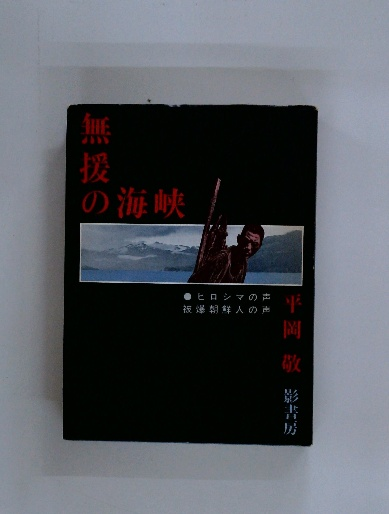 無援の海峡
●ヒロシマの声
被爆朝鮮人の声
平岡敬
影書房